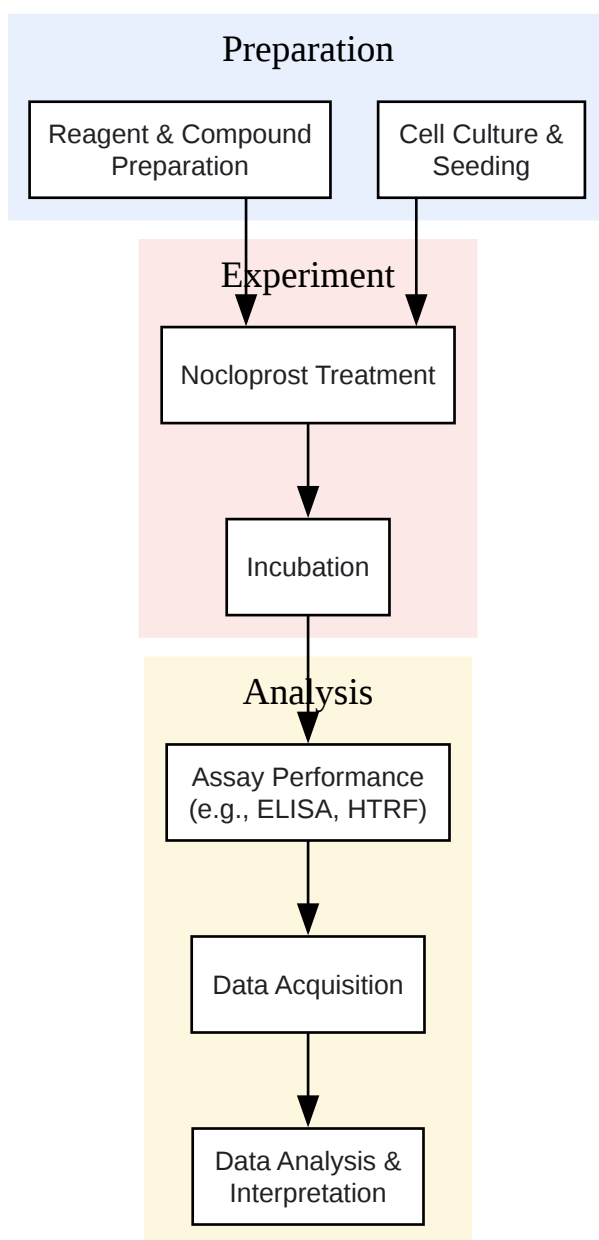 Preparation
Reagent & Compound
Preparation
Cell Culture &
Seeding
Experiment
Nocloprost Treatment
Incubation
Analysis
Assay Performance
(e.g., ELISA, HTRF)
Data Acquisition
Data Analysis &
Interpretation